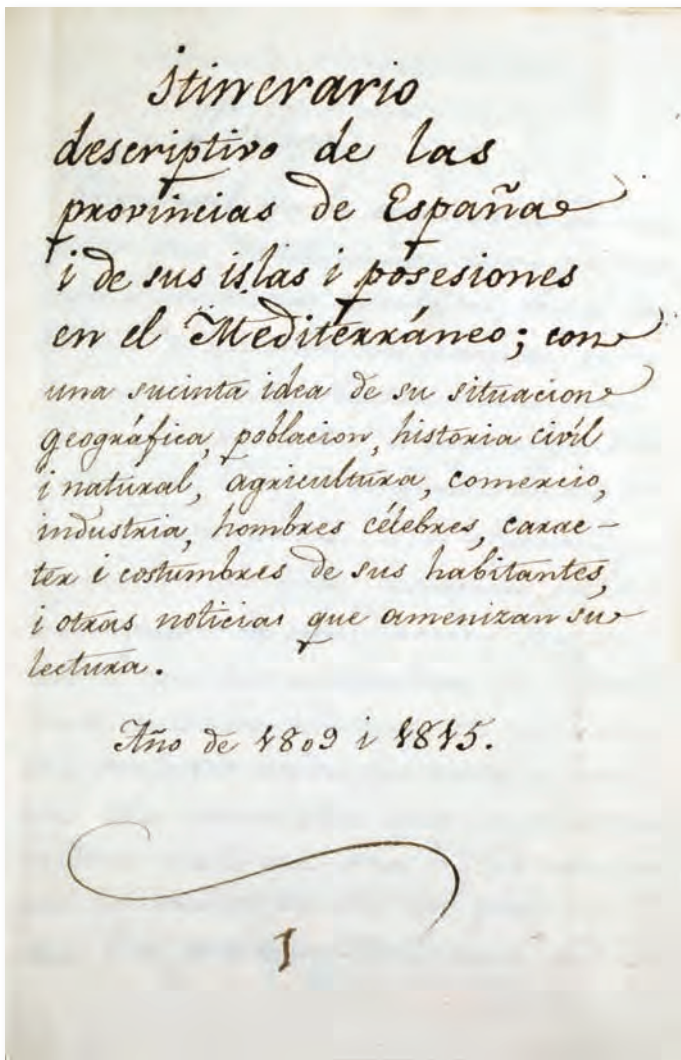 itinerario
descriptivo de las
provincias de España
i de sus islas i posesiones
en el Mediterráneo; con
una sucinta idea de su situacion
geográfica, poblacion, historia civil
i natural, agricultura, comercio,
industria, hombres célebres, carac-
ter i costumbres de sus habitantes,
i otras noticias que amenizan su
lectura.
Año de 1809 i 1815.
1